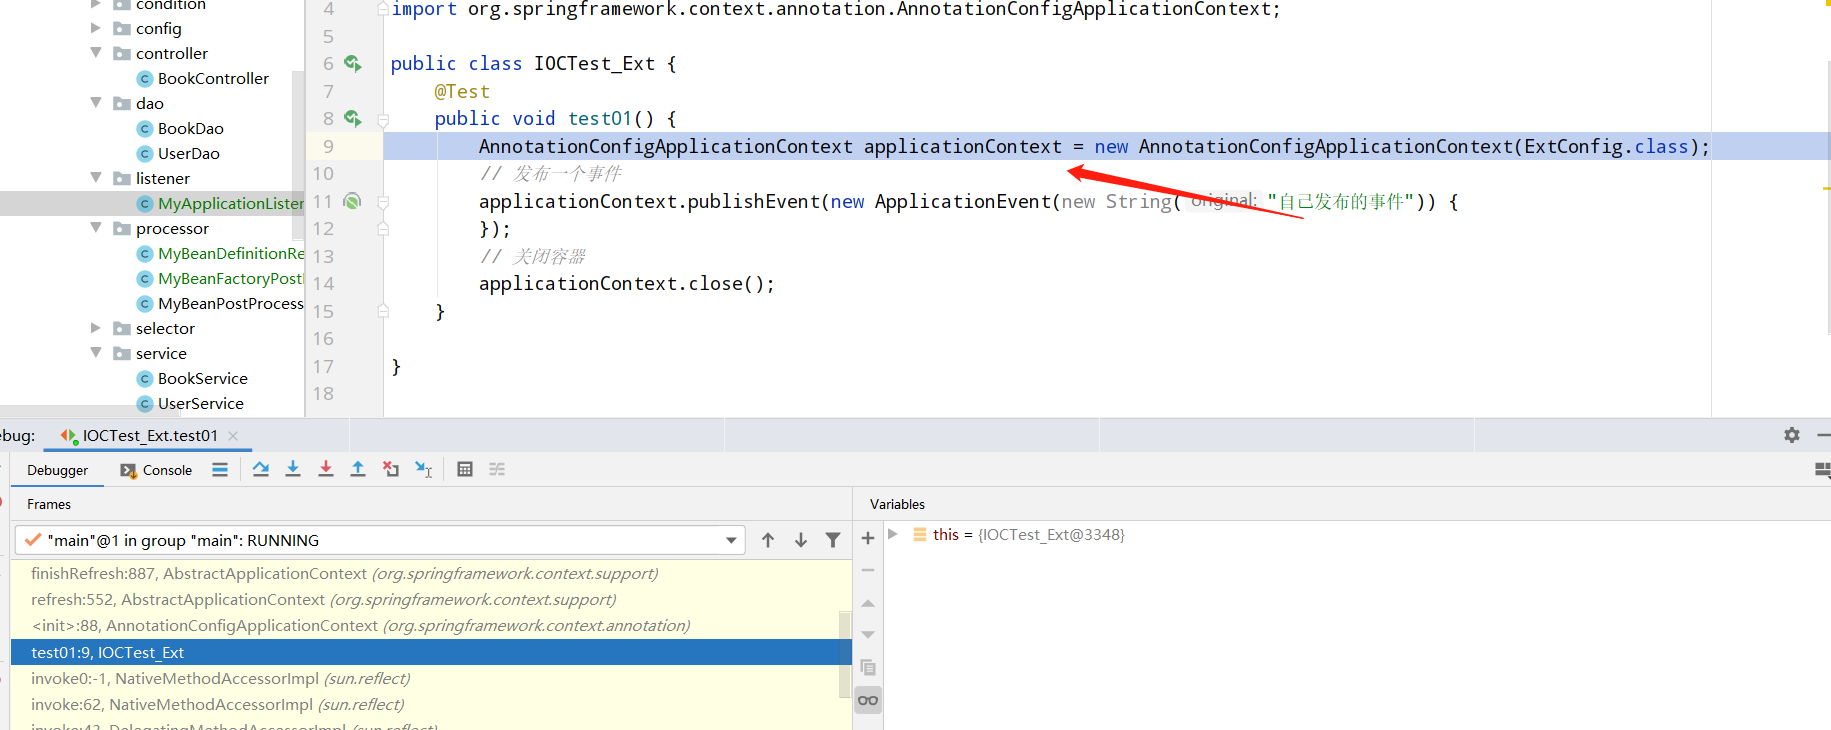 condition
config
controller
BookController
dao
BookDao
UserDao
listener
MyApplicationLister
processor
MyBeanDefinitionRe
MyBeanFactoryPost
MyBeanPostProcess
selector
service
BookService
UserService
4 import org.springframework.context.annotation.AnnotationConfigApplicationContext;
5
6 public class IOCTest_Ext {
7 @Test
8 public void test01() {
9 AnnotationConfigApplicationContext applicationContext = new AnnotationConfigApplicationContext(ExtConfig.class);
10 // 发布一个事件
11 applicationContext.publishEvent(new ApplicationEvent(new String( original: "自己发布的事件")) {
12 });
13 // 关闭容器
14 applicationContext.close();
15 }
16
17 }
18
ebug: IOCTest_Ext.test01
Debugger Console
Frames
"main"@1 in group "main": RUNNING
finishRefresh:887, AbstractApplicationContext (org.springframework.context.support)
refresh:552, AbstractApplicationContext (org.springframework.context.support)
<init>:88, AnnotationConfigApplicationContext (org.springframework.context.annotation)
test01:9, IOCTest_Ext
invoke0:-1, NativeMethodAccessorImpl (sun.reflect)
invoke:62, NativeMethodAccessorImpl (sun.reflect)
invoke:43, DelegatingMethodAccessorImpl (sun.reflect)
Variables
this = {IOCTest_Ext@3348}